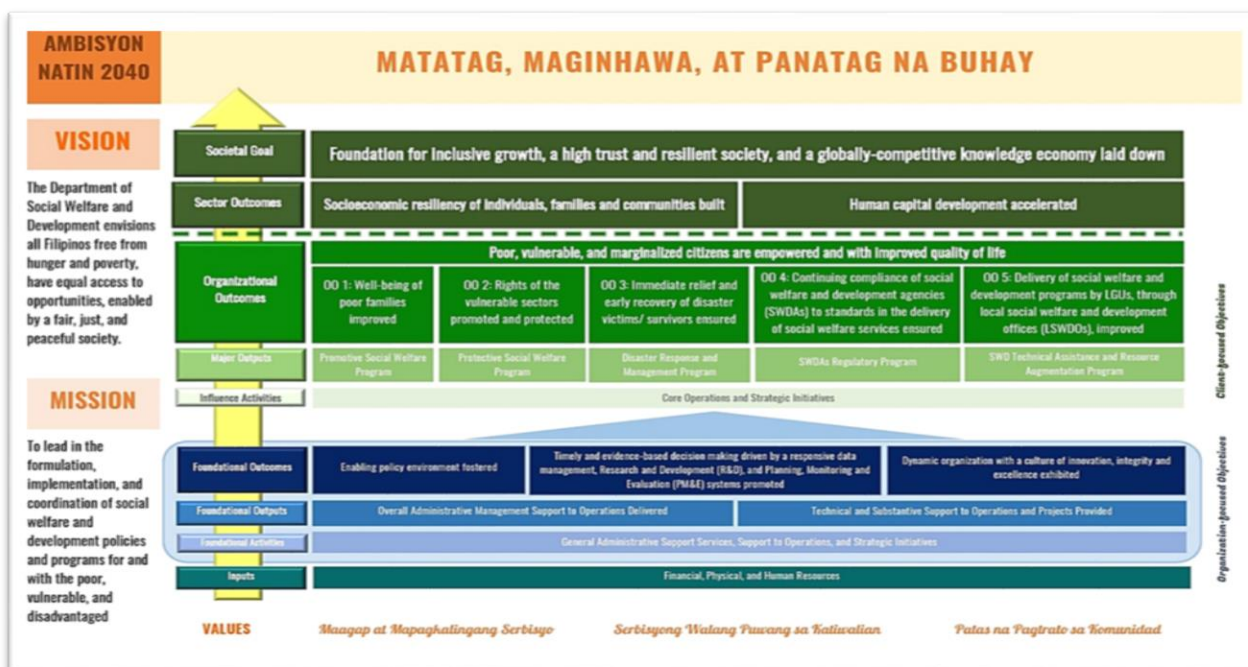 AMBISYON
NATIN 2040
MATATAG, MAGINHAWA, AT PANATAG NA BUHAY
VISION
The Department of
Social Welfare and
Development envisions
all Filipinos free from
hunger and poverty,
have equal access to
opportunities, enabled
by a fair, just, and
peaceful society.
MISSION
To lead in the
formulation,
implementation, and
coordination of social
welfare and
development policies
and programs for and
with the poor,
vulnerable, and
disadvantaged
Societal Goal
Foundation for inclusive growth, a high trust and resilient society, and a globally-competitive knowledge economy laid down
Sector Outcomes
Socioeconomic resiliency of individuals, families and communities built
Human capital development accelerated
Organizational
Outcomes
Poor, vulnerable, and marginalized citizens are empowered and with improved quality of life
OO 1: Well-being of
poor families
improved
OO 2: Rights of the
vulnerable sectors
promoted and protected
OO 3: Immediate relief and
early recovery of disaster
victims/ survivors ensured
OO 4: Continuing compliance of social
welfare and development agencies
(SWDAs) to standards in the delivery
of social welfare services ensured
OO 5: Delivery of social welfare and
development programs by LGUs, through
local social welfare and development
offices (LSWDOs), improved
Major Outputs
Promotive Social Welfare
Program
Protective Social Welfare
Program
Disaster Response and
Management Program
SWDAs Regulatory Program
SWD Technical Assistance and Resource
Augmentation Program
Influence Activities
Core Operations and Strategic Initiatives
Client-focused Objectives
Foundational Outcomes
Enabling policy environment fostered
Timely and evidence-based decision making driven by a responsive data
management, Research and Development (R&D), and Planning, Monitoring and
Evaluation (PM&E) systems promoted
Dynamic organization with a culture of innovation, integrity and
excellence exhibited
Foundational Outputs
Overall Administrative Management Support to Operations Delivered
Technical and Substantive Support to Operations and Projects Provided
Foundational Activities
General Administrative Support Services, Support to Operations, and Strategic Initiatives
Inputs
Financial, Physical, and Human Resources
Organization-focused Objectives
VALUES
Maagap at Mapagkalingang Serbisyo
Serbisyong Walang Puwang sa Katiwalian
Patas na Pagtrato sa Komunidad